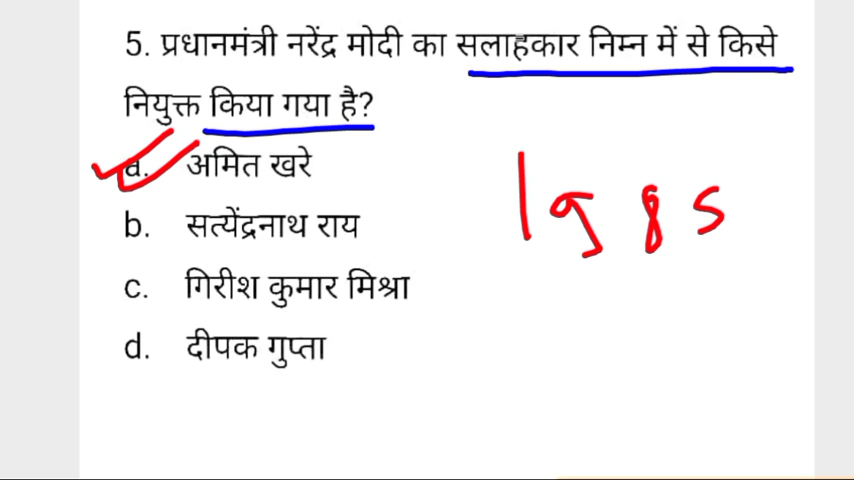 5. प्रधानमंत्री नरेंद्र मोदी का सलाहकार निम्न में से किसे
नियुक्त किया गया है?
a. अमित खरे
1985
b. सत्येंद्रनाथ राय
c. गिरीश कुमार मिश्रा
d. दीपक गुप्ता